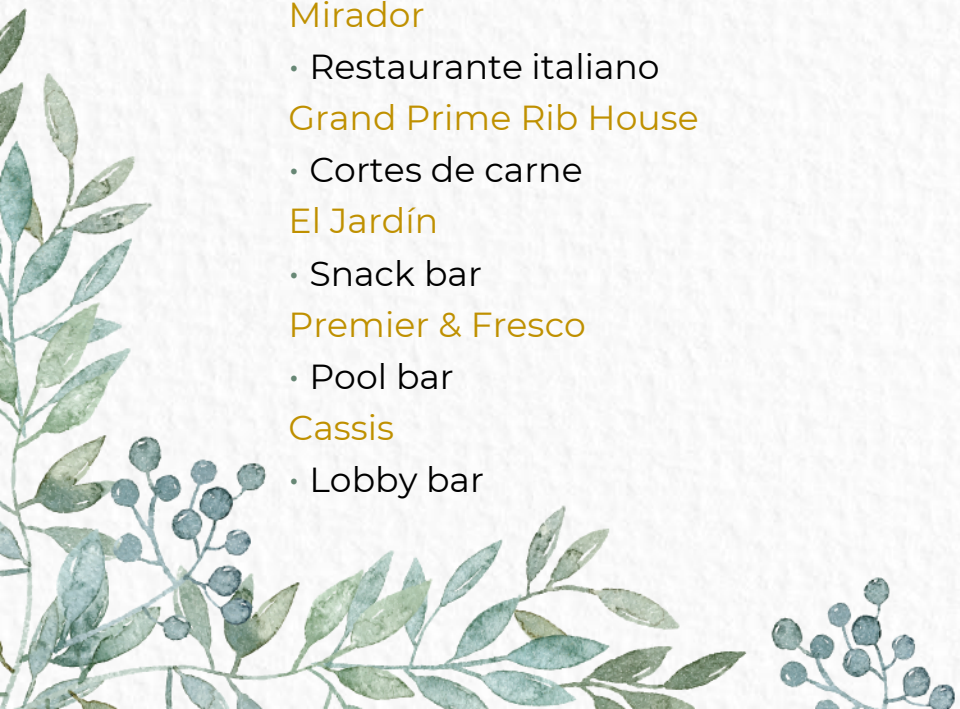 Mirador
• Restaurante italiano
Grand Prime Rib House
• Cortes de carne
El Jardín
• Snack bar
Premier & Fresco
• Pool bar
Cassis
• Lobby bar